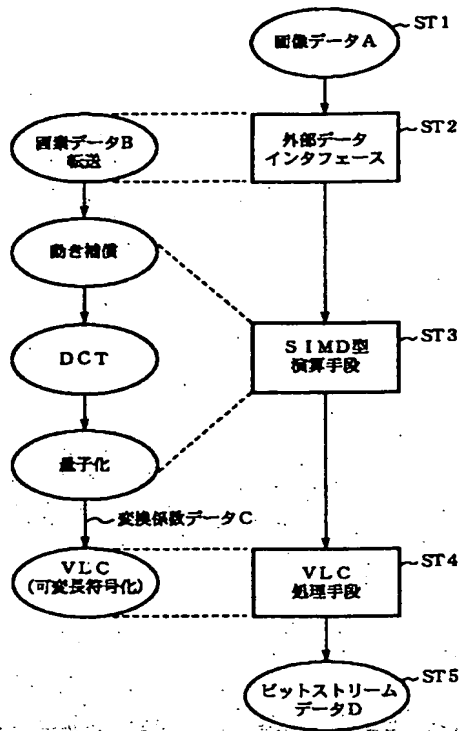 画像データA
ST1
画素データB
転送
外部データ
インタフェース
ST2
動き補償
DCT
SIMD型
演算手段
ST3
量子化
変換係数データC
VLC
(可変長符号化)
VLC
処理手段
ST4
ビットストリーム
データD
ST5